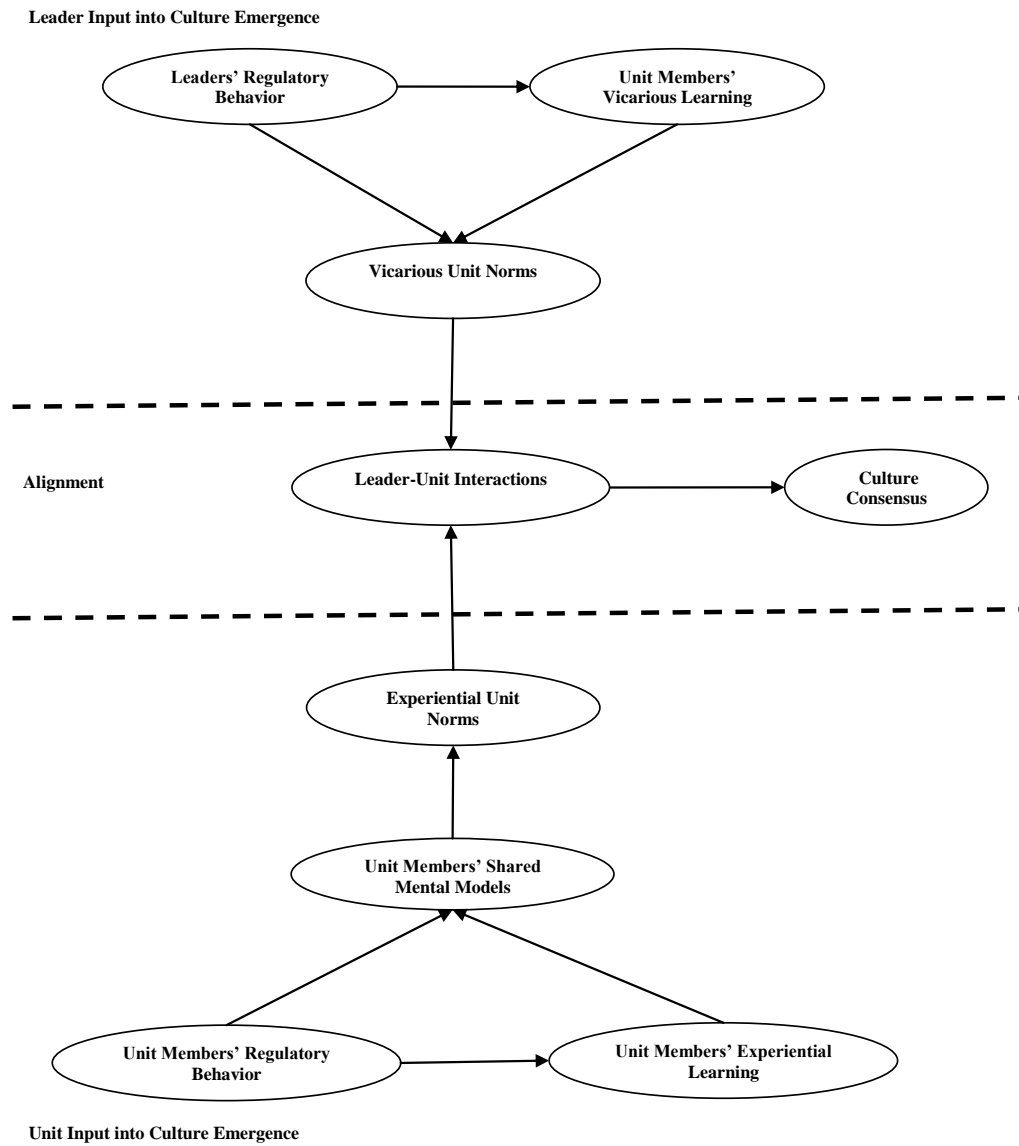 Leader Input into Culture Emergence
Leaders’ Regulatory
Behavior
Unit Members’
Vicarious Learning
Vicarious Unit Norms
Alignment
Leader-Unit Interactions
Culture
Consensus
Experiential Unit
Norms
Unit Members’ Shared
Mental Models
Unit Members’ Regulatory
Behavior
Unit Members’ Experiential
Learning
Unit Input into Culture Emergence